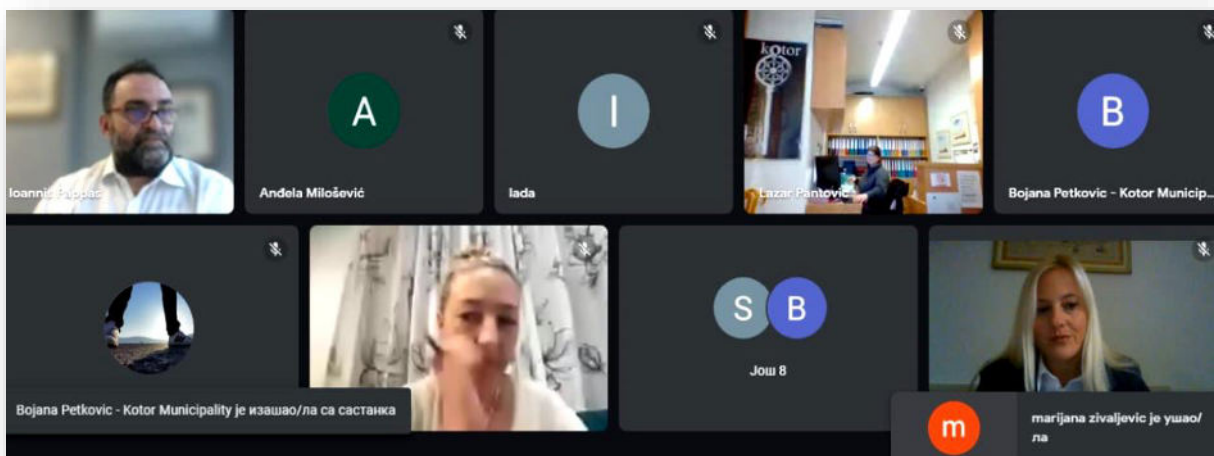 Ioannis Pappas
A
Anđela Milošević
I
lada
kotor
Lazar Pantović
B
Bojana Petkovic - Kotor Municip...
Bojana Petkovic - Kotor Municipality је изашао/ла са састанка
S B
Још 8
m
marijana zivaljevic је ушао/
ла